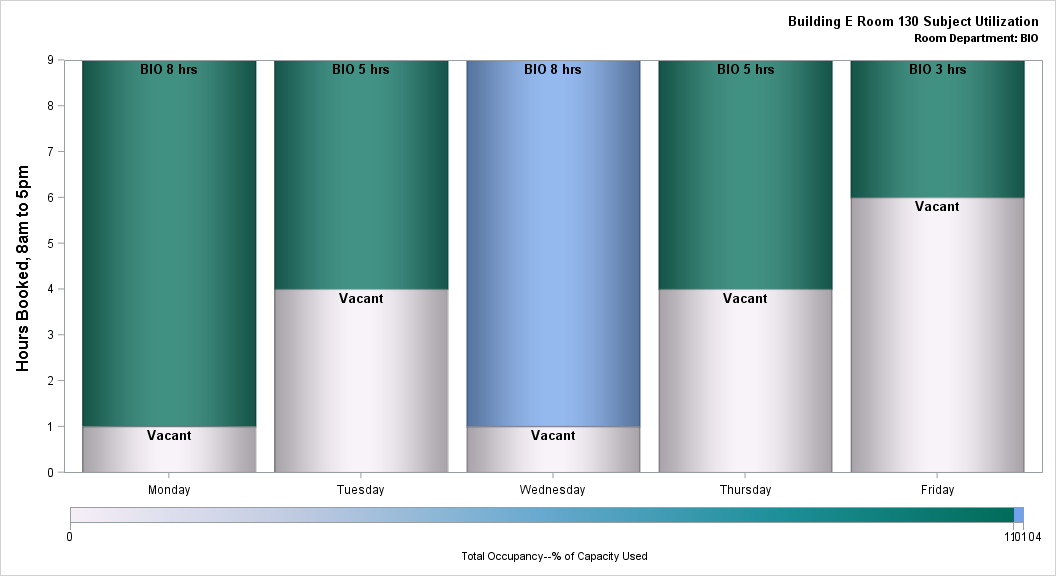 Building E Room 130 Subject Utilization
Room Department: BIO
Hours Booked, 8am to 5pm
9
8
7
6
5
4
3
2
1
0
BIO 8 hrs
BIO 5 hrs
BIO 8 hrs
BIO 5 hrs
BIO 3 hrs
Vacant
Vacant
Vacant
Vacant
Vacant
Monday
Tuesday
Wednesday
Thursday
Friday
0
Total Occupancy--% of Capacity Used